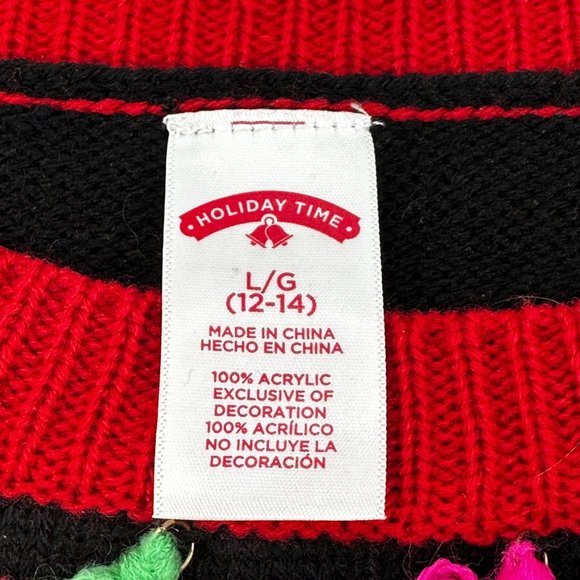 HOLIDAY TIME
L/G
(12-14)
MADE IN CHINA
HECHO EN CHINA
100% ACRYLIC
EXCLUSIVE OF
DECORATION
100% ACRÍLICO
NO INCLUYE LA
DECORACIÓN